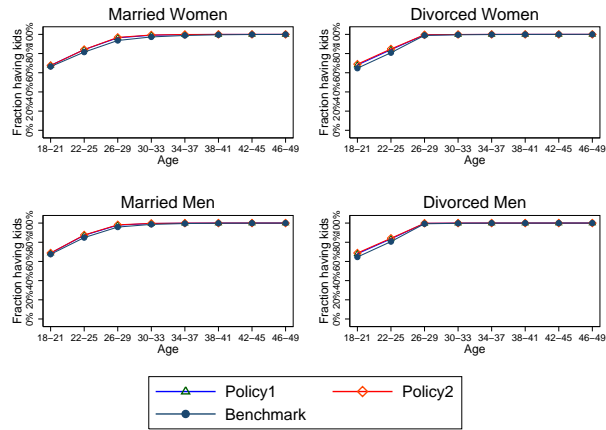 Married Women
Fraction having kids
0% 20% 40% 60% 80% 100%
18–21 22–25 26–29 30–33 34–37 38–41 42–45 46–49
Age
Divorced Women
Fraction having kids
0% 20% 40% 60% 80% 100%
18–21 22–25 26–29 30–33 34–37 38–41 42–45 46–49
Age
Married Men
Fraction having kids
0% 20% 40% 60% 80% 100%
18–21 22–25 26–29 30–33 34–37 38–41 42–45 46–49
Age
Divorced Men
Fraction having kids
0% 20% 40% 60% 80% 100%
18–21 22–25 26–29 30–33 34–37 38–41 42–45 46–49
Age
Policy1
Policy2
Benchmark